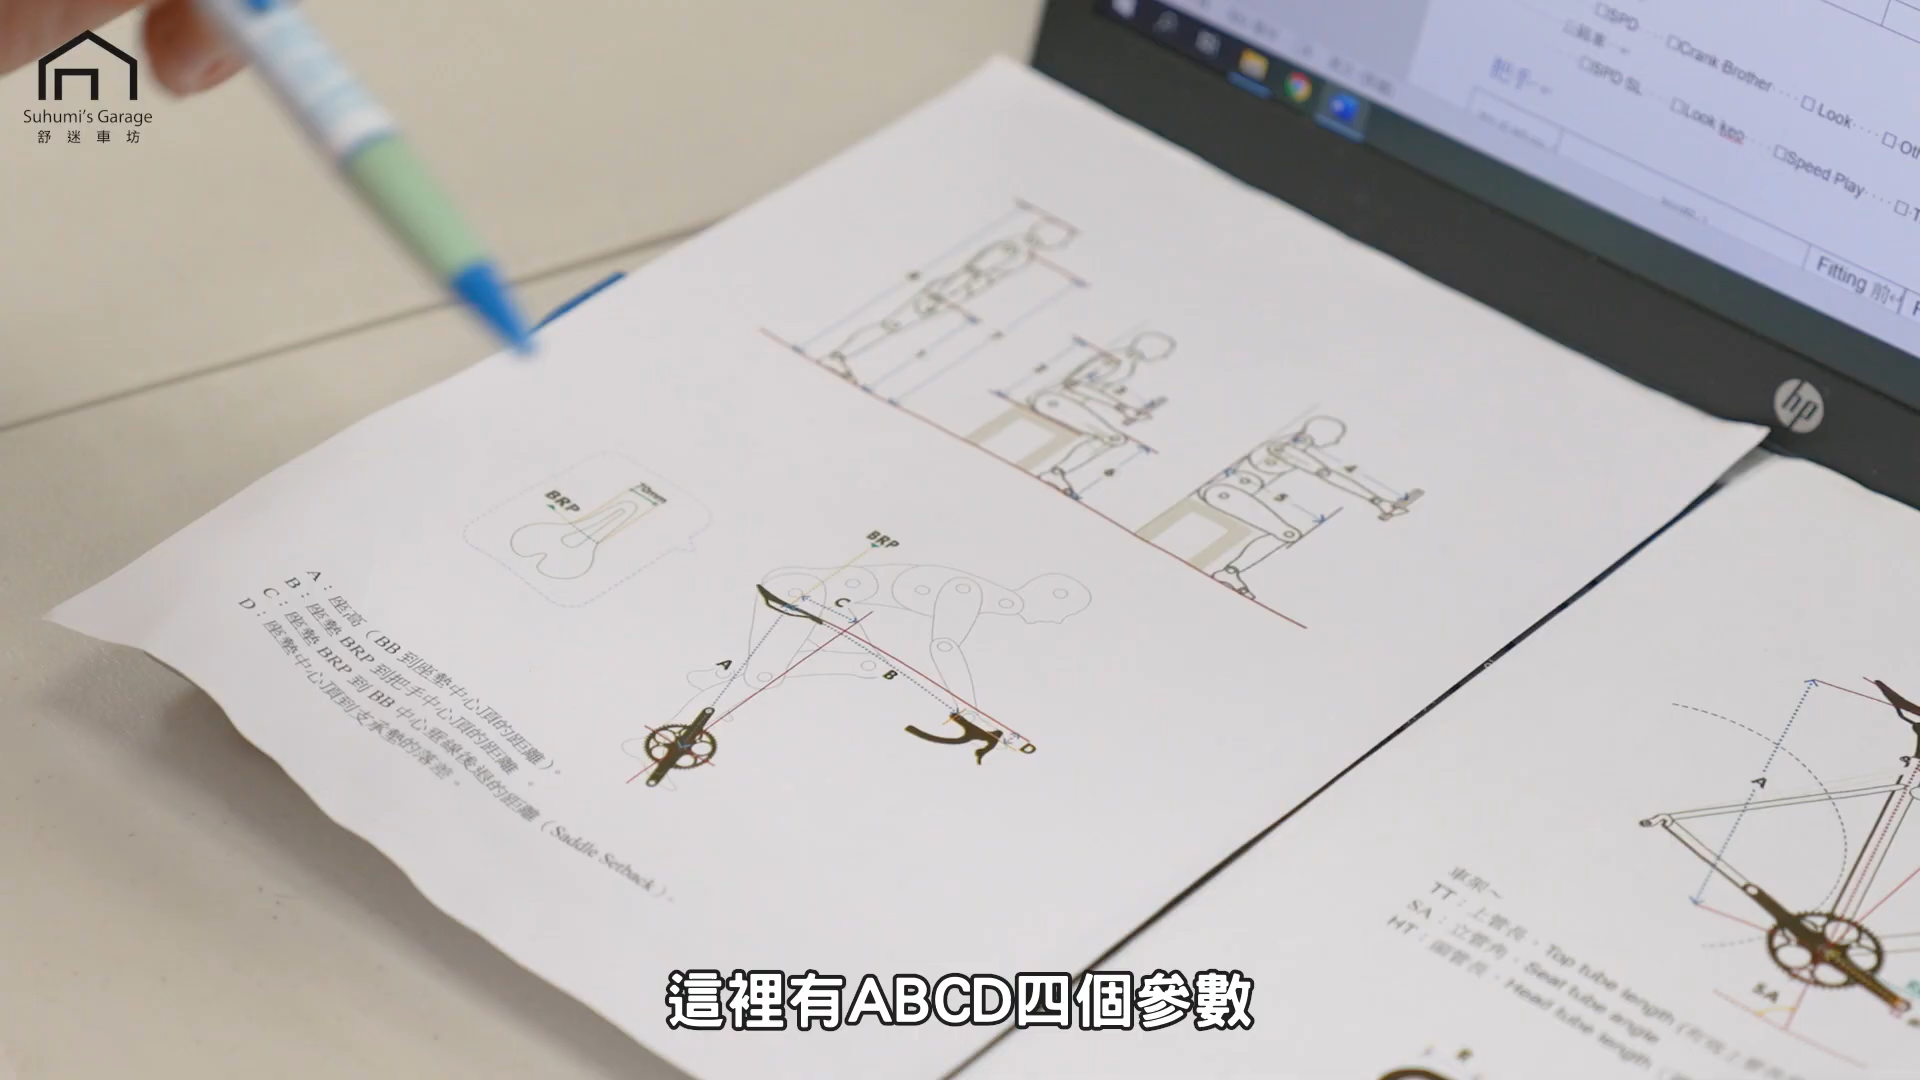 Suhumi's Garage
舒迷車坊
SPD
Crank Brother
Look
SPD SL
Look keo
Speed Play
把手
Fitting 前
hp
6
5
4
70mm
BRP
BRP
C
A
B
D
A：座高（BB 到座墊中心頂的距離）。
B：座墊 BRP 到把手中心頂的距離。
C：座墊 BRP 到 BB 中心垂線後退的距離（Saddle Setback）。
D：座墊中心頂到支承墊的落差。
A
車架~
TT：上管長，Top tube length
SA：立管角，Seat tube angle
HT：頭管長，Head tube length
SA
這裡有ABCD四個參數